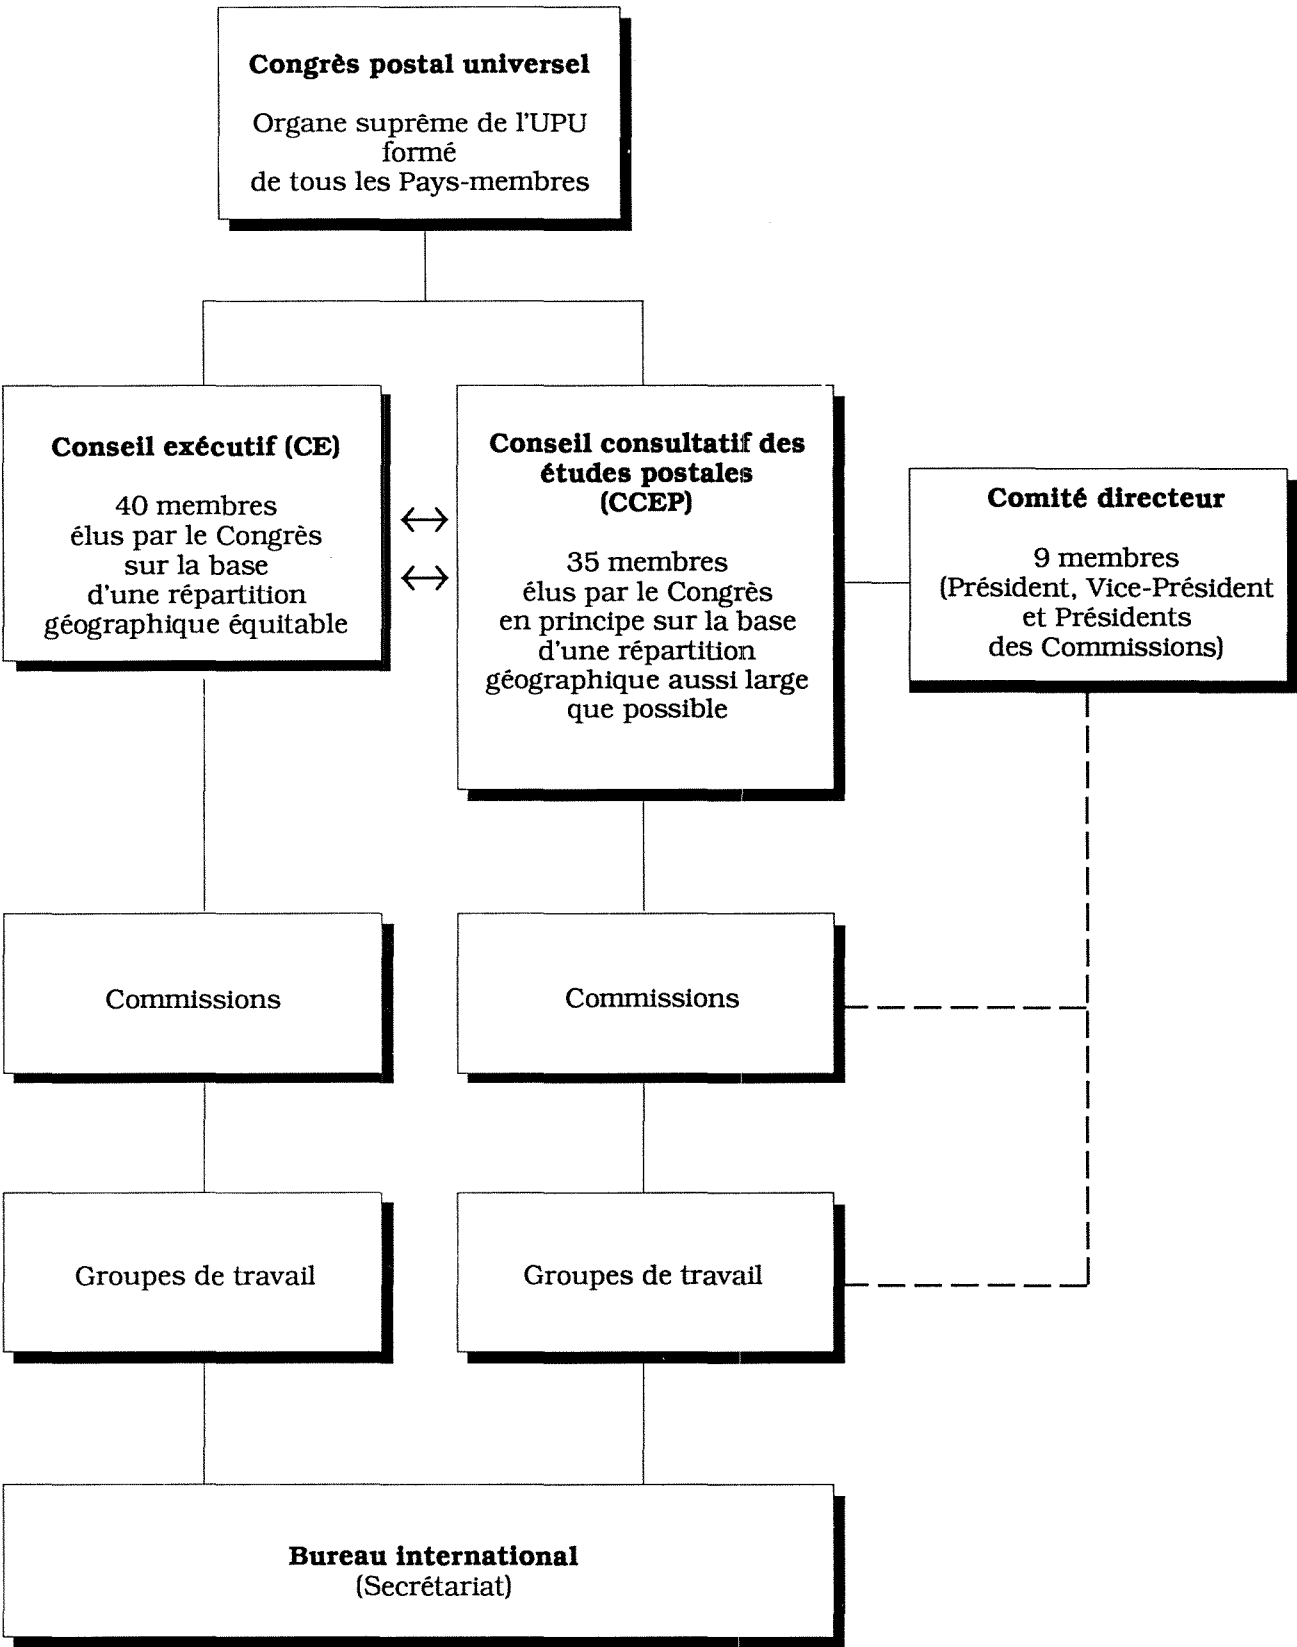 Congrès postal universel
Organe suprême de l'UPU
formé
de tous les Pays-membres
Conseil exécutif (CE)
40 membres
élus par le Congrès
sur la base
d'une répartition
géographique équitable
Conseil consultatif des
études postales
(CCEP)
35 membres
élus par le Congrès
en principe sur la base
d'une répartition
géographique aussi large
que possible
Comité directeur
9 membres
(Président, Vice-Président
et Présidents
des Commissions)
Commissions
Commissions
Groupes de travail
Groupes de travail
Bureau international
(Secrétariat)